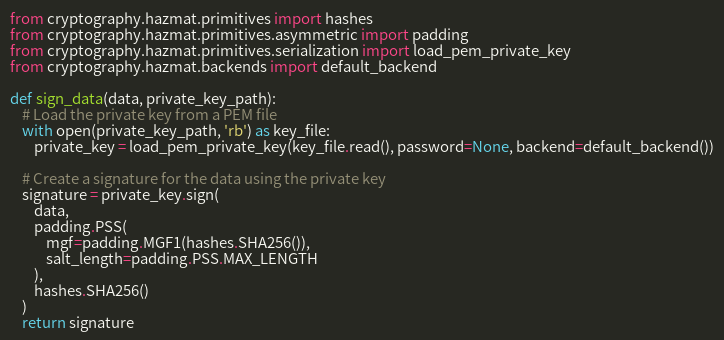 from cryptography.hazmat.primitives import hashes
from cryptography.hazmat.primitives.asymmetric import padding
from cryptography.hazmat.primitives.serialization import load_pem_private_key
from cryptography.hazmat.backends import default_backend

def sign_data(data, private_key_path):
    # Load the private key from a PEM file
    with open(private_key_path, 'rb') as key_file:
        private_key = load_pem_private_key(key_file.read(), password=None, backend=default_backend())

    # Create a signature for the data using the private key
    signature = private_key.sign(
        data,
        padding.PSS(
            mgf=padding.MGF1(hashes.SHA256()),
            salt_length=padding.PSS.MAX_LENGTH
        ),
        hashes.SHA256()
    )
    return signature